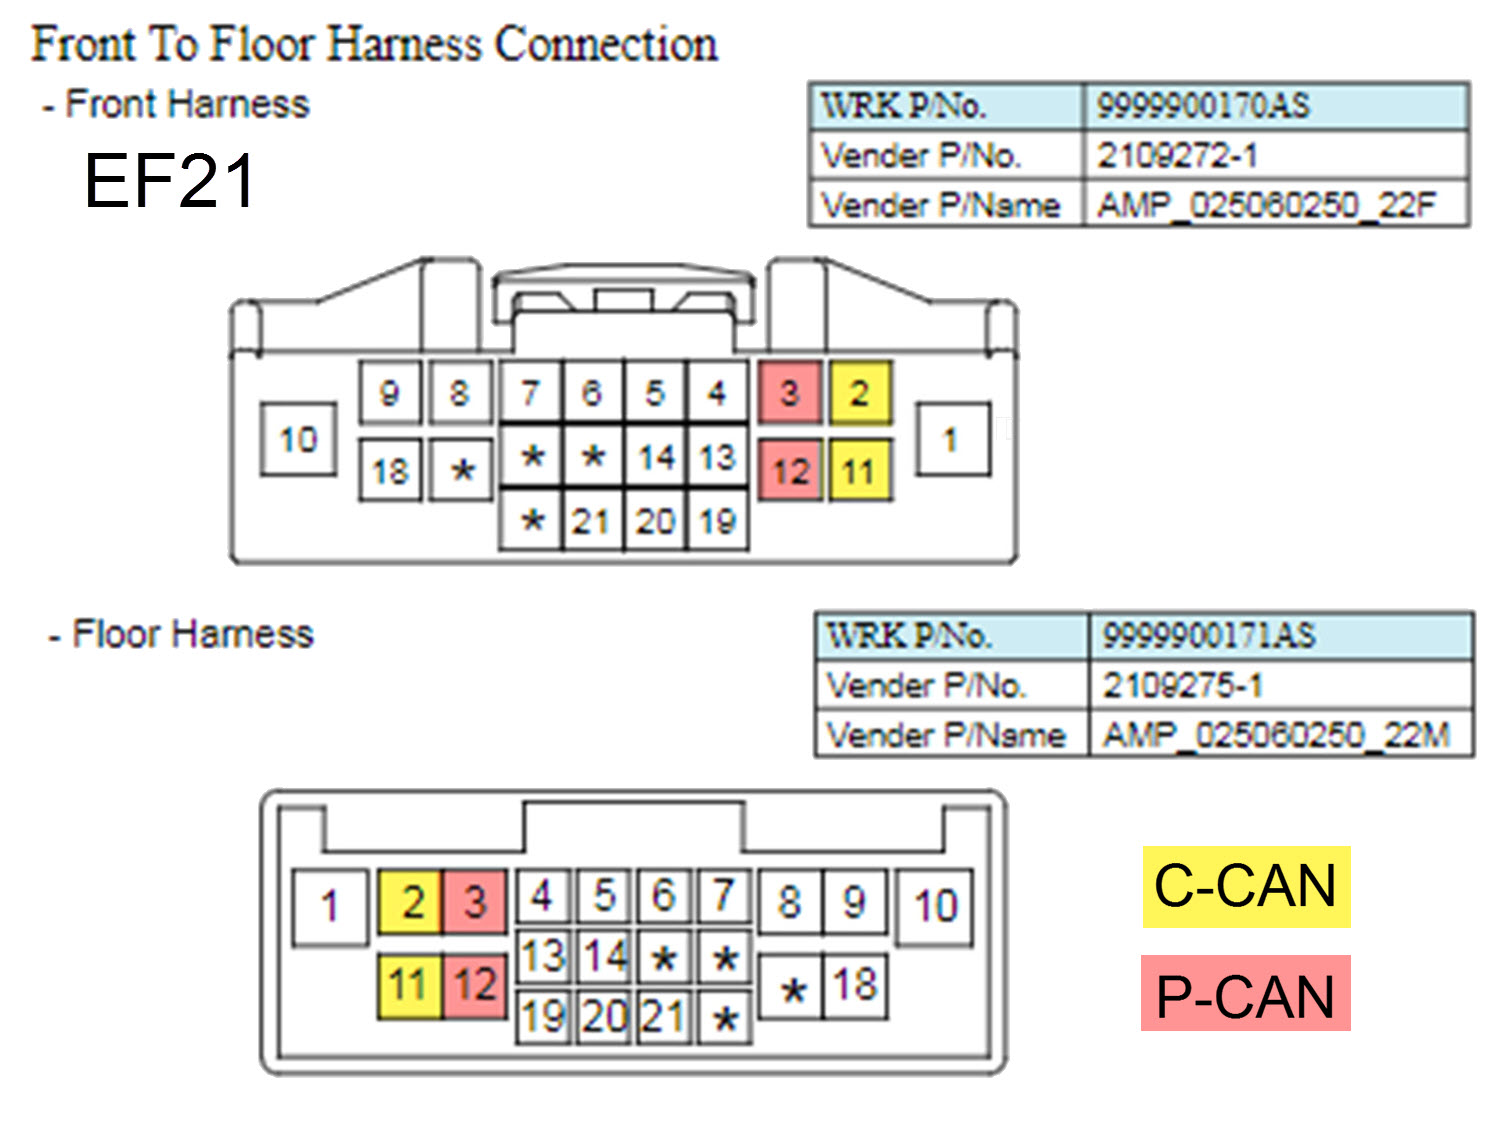 Front To Floor Harness Connection
- Front Harness
EF21
WRK P/No. 9999900170AS
Vender P/No. 2109272-1
Vender P/Name AMP_025060250_22F
9 8 7 6 5 4 3 2
10 1
18 * * * 14 13 12 11
* 21 20 19
- Floor Harness
WRK P/No. 9999900171AS
Vender P/No. 2109275-1
Vender P/Name AMP_025060250_22M
1 2 3 4 5 6 7 8 9 10
11 12 13 14 * * * 18
19 20 21 *
C-CAN
P-CAN